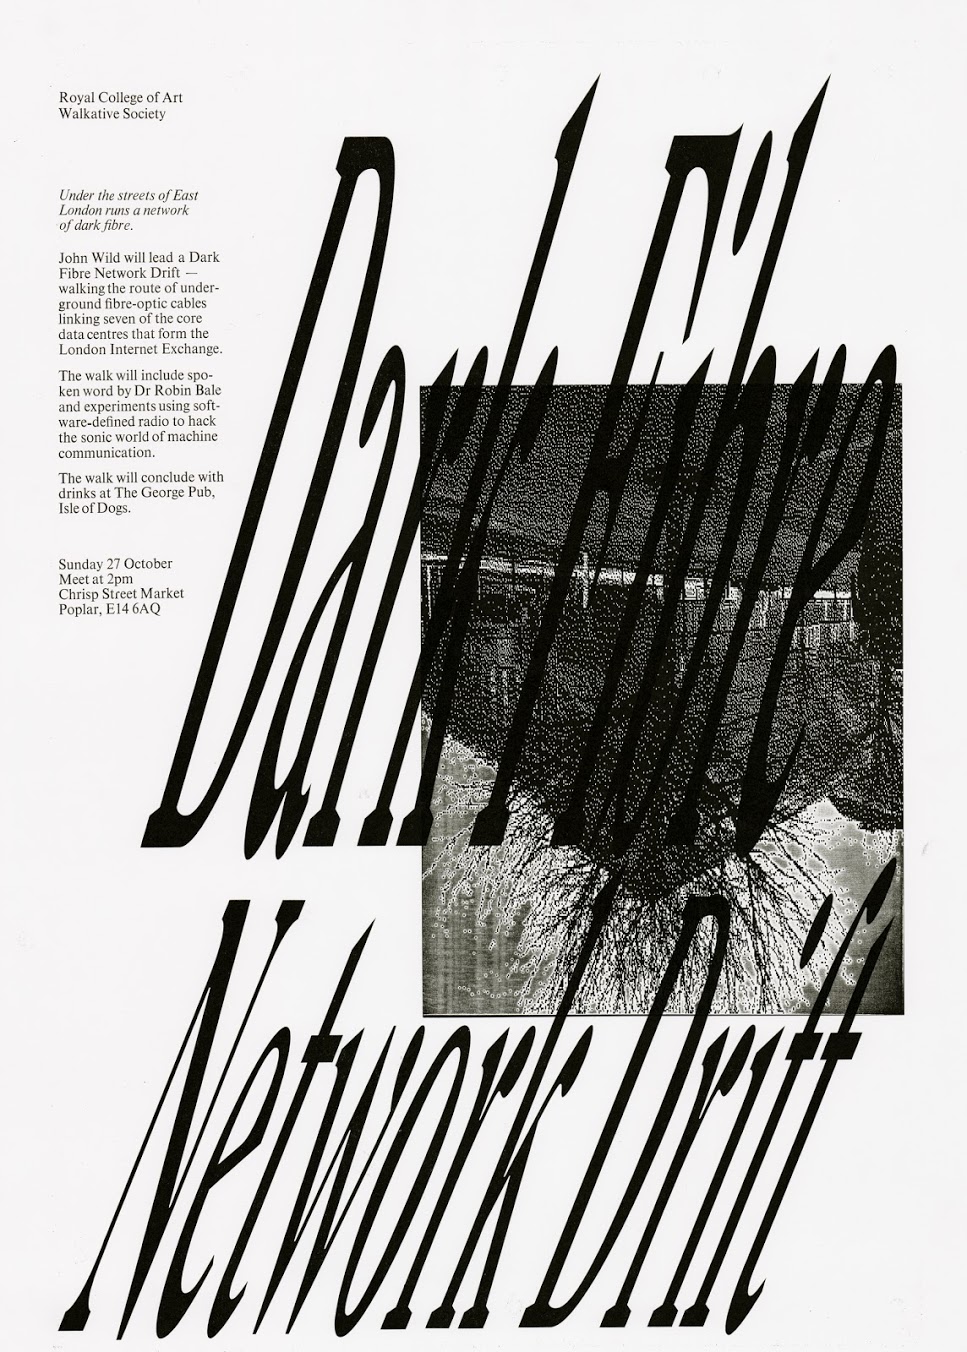 Royal College of Art
Walkative Society
Under the streets of East
London runs a network
of dark fibre.
John Wild will lead a Dark
Fibre Network Drift —
walking the route of under-
ground fibre-optic cables
linking seven of the core
data centres that form the
London Internet Exchange.
The walk will include spo-
ken word by Dr Robin Bale
and experiments using soft-
ware-defined radio to hack
the sonic world of machine
communication.
The walk will conclude with
drinks at The George Pub,
Isle of Dogs.
Sunday 27 October
Meet at 2pm
Chrisp Street Market
Poplar, E14 6AQ
Dark Fibre
Network Drift